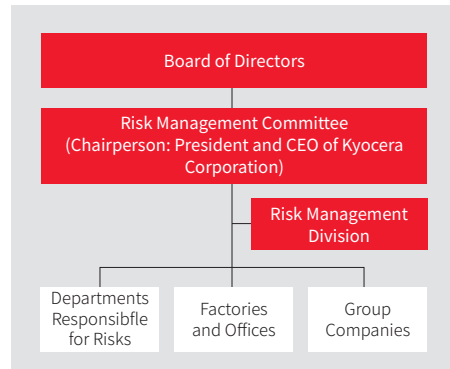 Board of Directors
Risk Management Committee
(Chairperson: President and CEO of Kyocera
Corporation)
Risk Management
Division
Departments
Responsibfle
for Risks
Factories
and Offices
Group
Companies